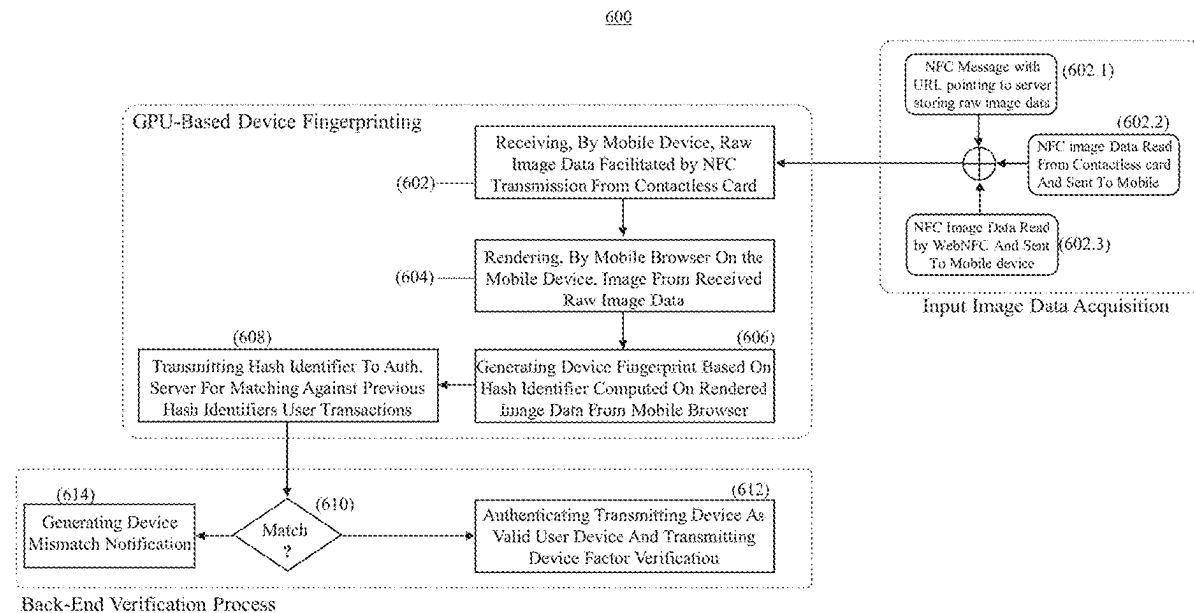 600
NFC Message with
URL pointing to server
storing raw image data
(602.1)
(602.2)
NFC image Data Read
From Contactless card
And Sent To Mobile
NFC Image Data Read
by WebNFC And Sent
To Mobile device
(602.3)
Input Image Data Acquisition
GPU-Based Device Fingerprinting
Receiving, By Mobile Device, Raw
Image Data Facilitated by NFC
Transmission From Contactless Card
(602)
Rendering, By Mobile Browser On the
Mobile Device, Image From Received
Raw Image Data
(604)
(606)
Generating Device Fingerprint Based On
Hash Identifier Computed On Rendered
Image Data From Mobile Browser
(608)
Transmitting Hash Identifier To Auth.
Server For Matching Against Previous
Hash Identifiers User Transactions
(610)
Match
?
(612)
Authenticating Transmitting Device As
Valid User Device And Transmitting
Device Factor Verification
(614)
Generating Device
Mismatch Notification
Back-End Verification Process